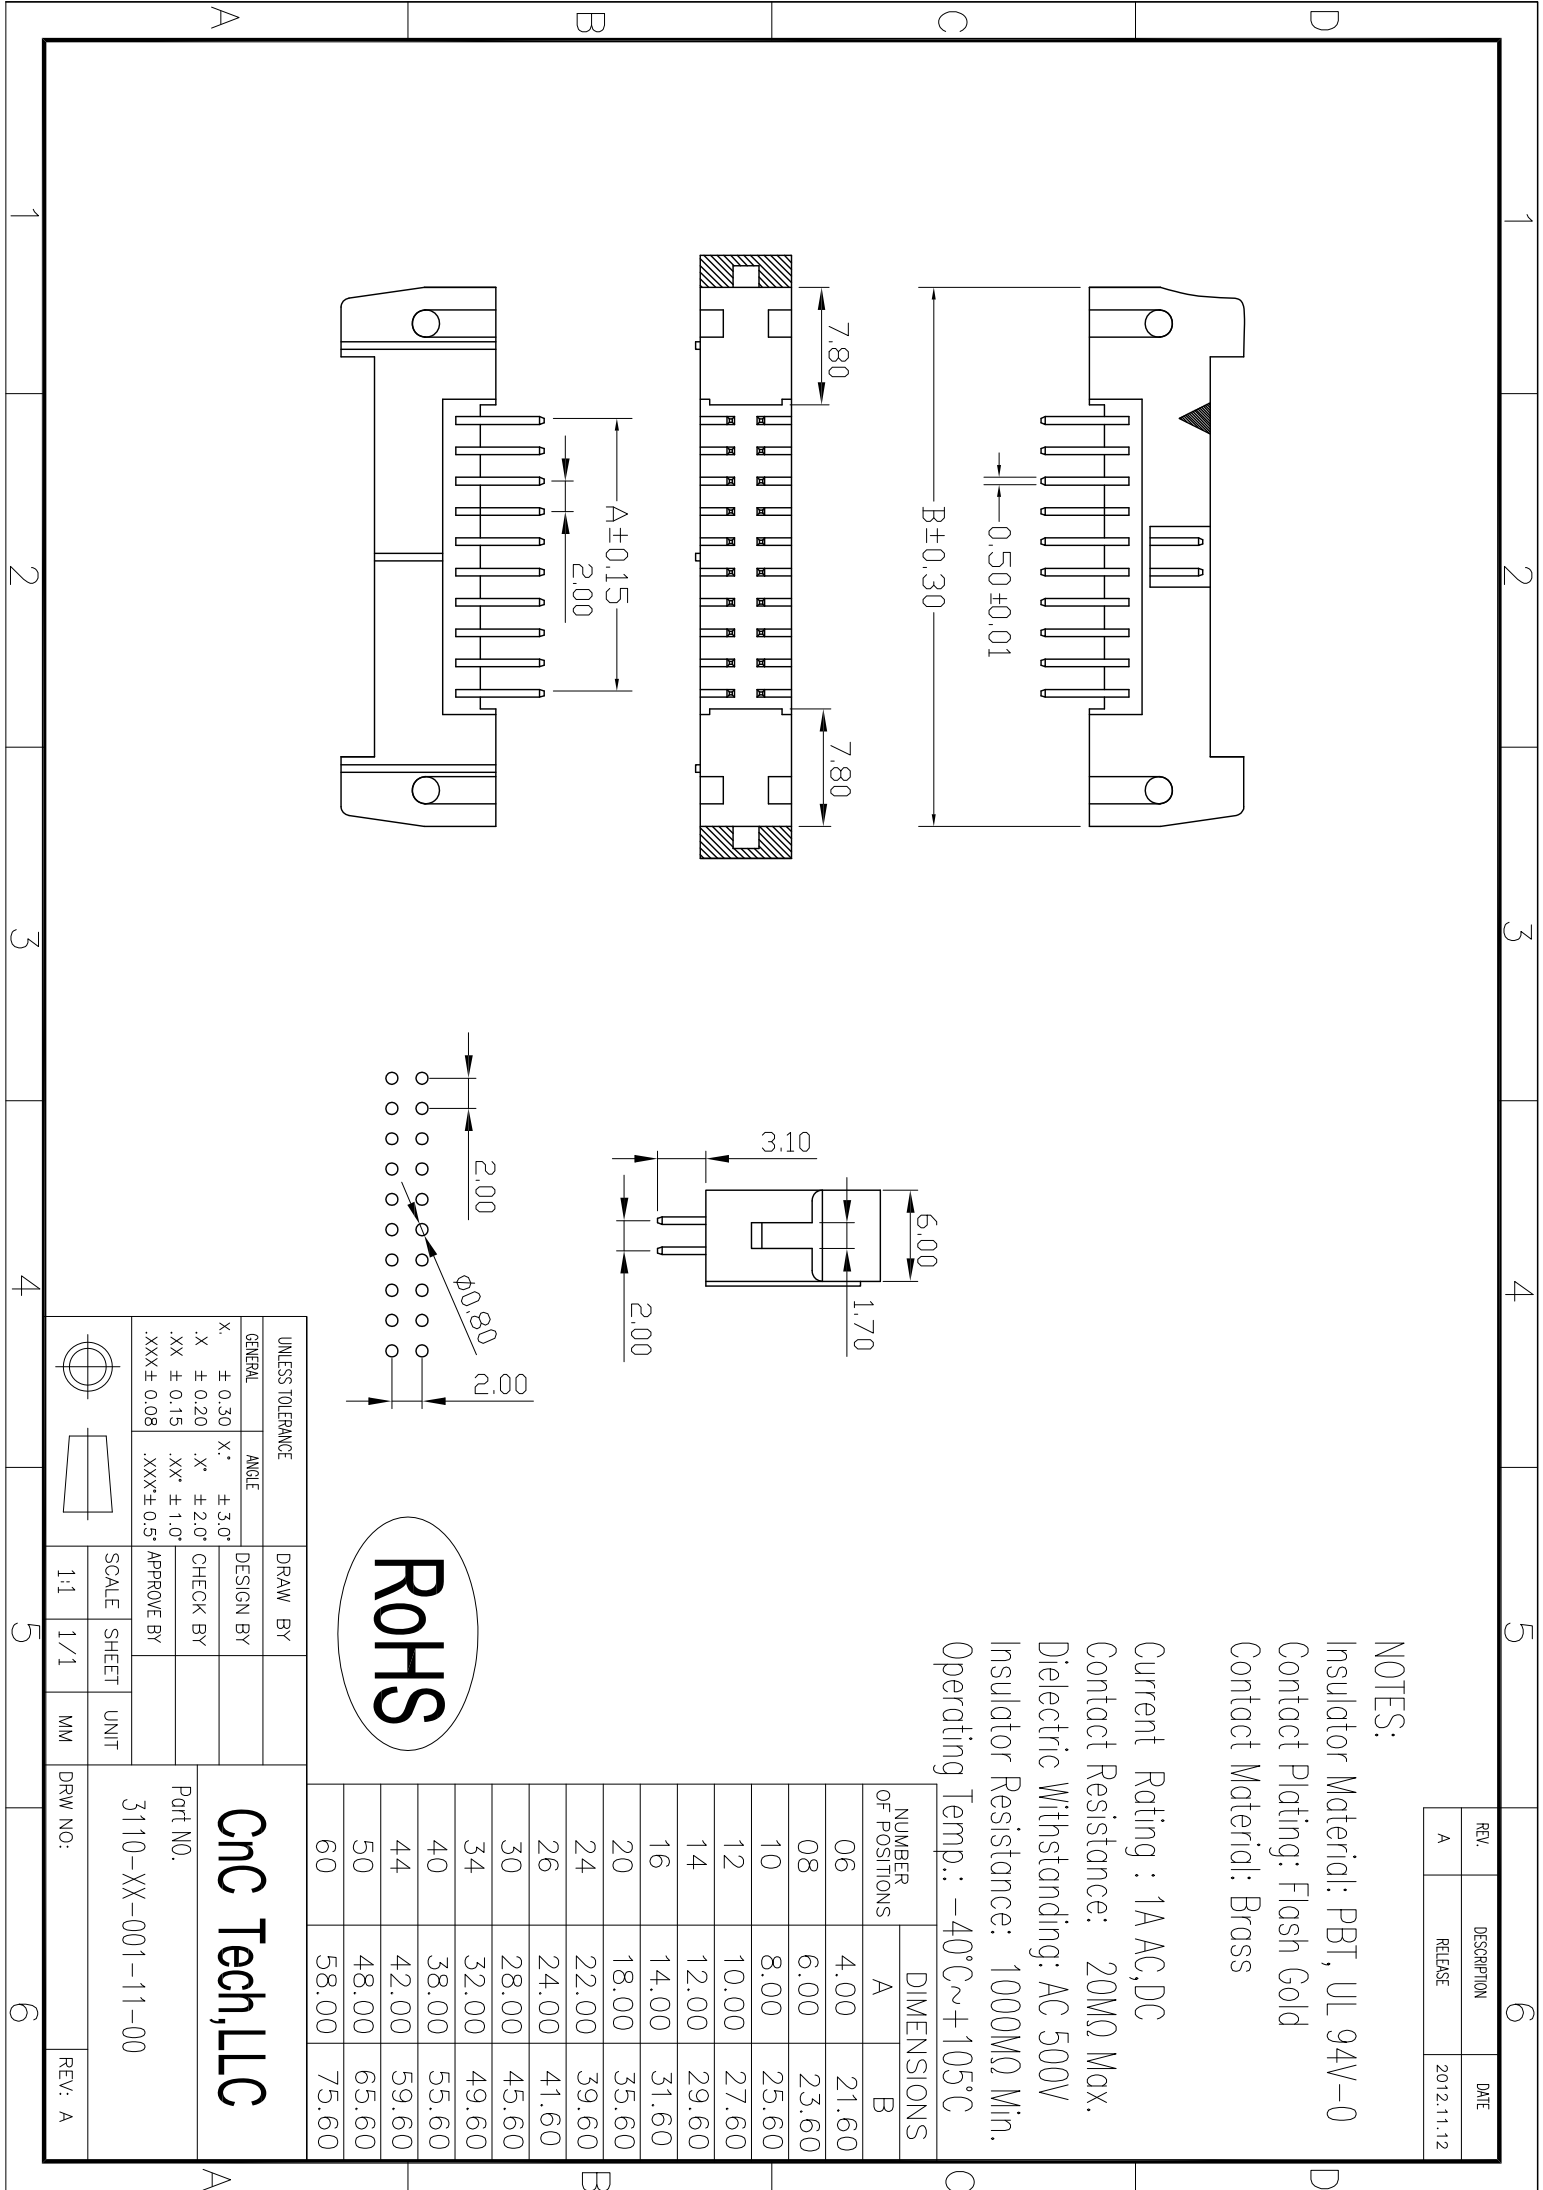 D
C
B
A
1
2
3
4
5
6
REV.
DESCRIPTION
DATE
A
RELEASE
2012.11.12
NOTES:
Insulator Material: PBT, UL 94V-0
Contact Plating: Flash Gold
Contact Material: Brass
Current Rating : 1A AC,DC
Contact Resistance: 20MΩ Max.
Dielectric Withstanding: AC 500V
Insulator Resistance: 1000MΩ Min.
Operating Temp.: -40°C~+105°C
0.50±0.01
B±0.30
7.80
7.80
A±0.15
2.00
6.00
1.70
3.10
2.00
2.00
Ø0.80
2.00
RoHS
NUMBER OF POSITIONS
DIMENSIONS
A B
06 4.00 21.60
08 6.00 23.60
10 8.00 25.60
12 10.00 27.60
14 12.00 29.60
16 14.00 31.60
20 18.00 35.60
24 22.00 39.60
26 24.00 41.60
30 28.00 45.60
34 32.00 49.60
40 38.00 55.60
44 42.00 59.60
50 48.00 65.60
60 58.00 75.60
UNLESS TOLERANCE
GENERAL ANGLE
X. ± 0.30 X.° ± 3.0°
.X ± 0.20 .X° ± 2.0°
.XX ± 0.15 .XX° ± 1.0°
.XXX ± 0.08 .XXX° ± 0.5°
DRAW BY
DESIGN BY
CHECK BY
APPROVE BY
SCALE SHEET UNIT
1:1 1/1 MM
CnC Tech,LLC
Part NO.
3110-XX-001-11-00
DRW NO:
REV: A
D
C
B
A
1
2
3
4
5
6